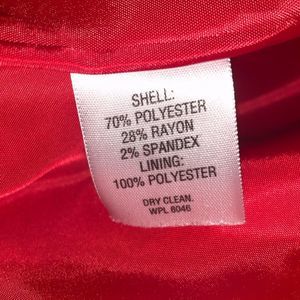 SHELL:
70% POLYESTER
28% RAYON
2% SPANDEX
LINING:
100% POLYESTER
DRY CLEAN.
WPL 8046